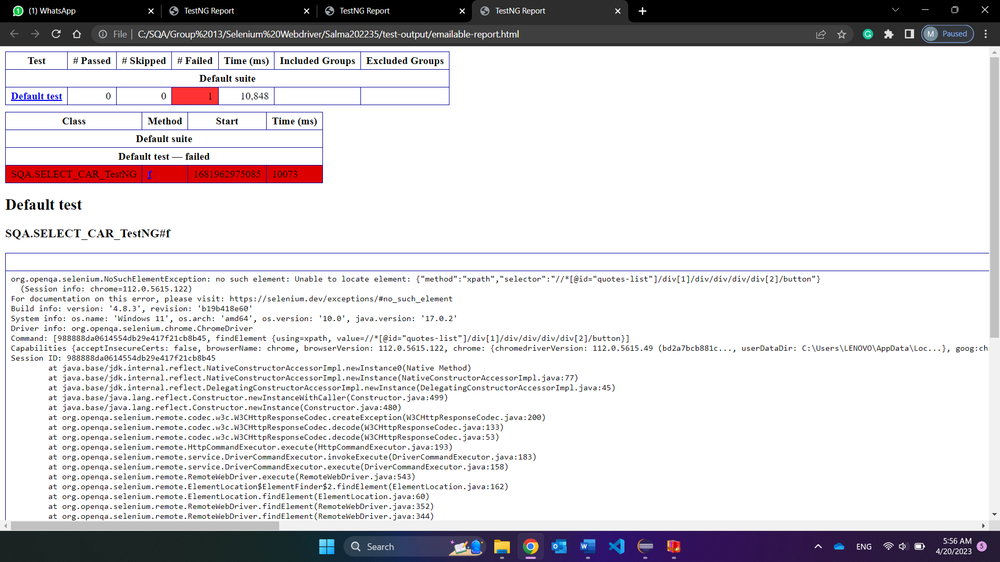 (1) WhatsApp
TestNG Report
TestNG Report
TestNG Report
File
C:/SQA/Group%2013/Selenium%20Webdriver/Salma202235/test-output/emailable-report.html
M Paused
Test # Passed # Skipped # Failed Time (ms) Included Groups Excluded Groups
Default suite
Default test 0 0 1 10,848
Class Method Start Time (ms)
Default suite
Default test — failed
SQA.SELECT_CAR_TestNG f 1681962975085 10073
Default test
SQA.SELECT_CAR_TestNG#f
org.openqa.selenium.NoSuchElementException: no such element: Unable to locate element: {"method":"xpath","selector":"//*[@id="quotes-list"]/div[1]/div/div/div/div[2]/button"}
(Session info: chrome=112.0.5615.122)
For documentation on this error, please visit: https://selenium.dev/exceptions/#no_such_element
Build info: version: '4.8.3', revision: 'b19b418e60'
System info: os.name: 'Windows 11', os.arch: 'amd64', os.version: '10.0', java.version: '17.0.2'
Driver info: org.openqa.selenium.chrome.ChromeDriver
Command: [988888da0614554db29e417f21cb8b45, findElement {using=xpath, value=//*[@id="quotes-list"]/div[1]/div/div/div/div[2]/button}]
Capabilities {acceptInsecureCerts: false, browserName: chrome, browserVersion: 112.0.5615.122, chrome: {chromedriverVersion: 112.0.5615.49 (bd2a7bcb881c..., userDataDir: C:\Users\LENOVO\AppData\Loc...}, goog:ch
Session ID: 988888da0614554db29e417f21cb8b45
at java.base/jdk.internal.reflect.NativeConstructorAccessorImpl.newInstance0(Native Method)
at java.base/jdk.internal.reflect.NativeConstructorAccessorImpl.newInstance(NativeConstructorAccessorImpl.java:77)
at java.base/jdk.internal.reflect.DelegatingConstructorAccessorImpl.newInstance(DelegatingConstructorAccessorImpl.java:45)
at java.base/java.lang.reflect.Constructor.newInstanceWithCaller(Constructor.java:499)
at java.base/java.lang.reflect.Constructor.newInstance(Constructor.java:480)
at org.openqa.selenium.remote.codec.w3c.W3CHttpResponseCodec.createException(W3CHttpResponseCodec.java:200)
at org.openqa.selenium.remote.codec.w3c.W3CHttpResponseCodec.decode(W3CHttpResponseCodec.java:133)
at org.openqa.selenium.remote.codec.w3c.W3CHttpResponseCodec.decode(W3CHttpResponseCodec.java:53)
at org.openqa.selenium.remote.HttpCommandExecutor.execute(HttpCommandExecutor.java:193)
at org.openqa.selenium.remote.service.DriverCommandExecutor.invokeExecute(DriverCommandExecutor.java:183)
at org.openqa.selenium.remote.service.DriverCommandExecutor.execute(DriverCommandExecutor.java:158)
at org.openqa.selenium.remote.RemoteWebDriver.execute(RemoteWebDriver.java:543)
at org.openqa.selenium.remote.ElementLocation$ElementFinder$2.findElement(ElementLocation.java:162)
at org.openqa.selenium.remote.ElementLocation.findElement(ElementLocation.java:60)
at org.openqa.selenium.remote.RemoteWebDriver.findElement(RemoteWebDriver.java:352)
at org.openqa.selenium.remote.RemoteWebDriver.findElement(RemoteWebDriver.java:344)
Search
ENG
5:56 AM
4/20/2023
5